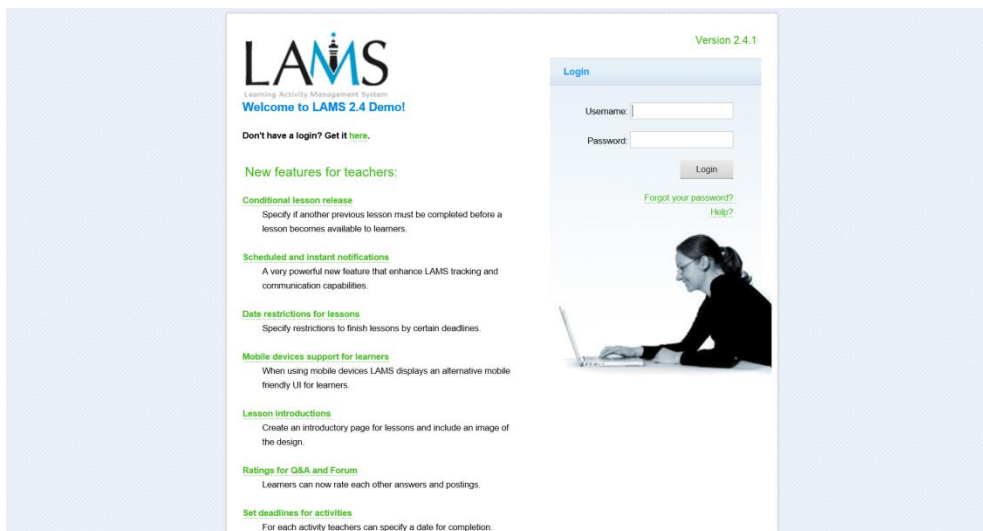 LAMS
Learning Activity Management System
Welcome to LAMS 2.4 Demo!
Don't have a login? Get it here.
New features for teachers:
Conditional lesson release
Specify if another previous lesson must be completed before a
lesson becomes available to learners.
Scheduled and instant notifications
A very powerful new feature that enhance LAMS tracking and
communication capabilities.
Date restrictions for lessons
Specify restrictions to finish lessons by certain deadlines.
Mobile devices support for learners
When using mobile devices LAMS displays an alternative mobile
friendly UI for learners.
Lesson introductions
Create an introductory page for lessons and include an image of
the design.
Ratings for Q&A and Forum
Learners can now rate each other answers and postings.
Set deadlines for activities
For each activity teachers can specify a date for completion.
Version 2.4.1
Login
Username:
Password:
Login
Forgot your password?
Help?